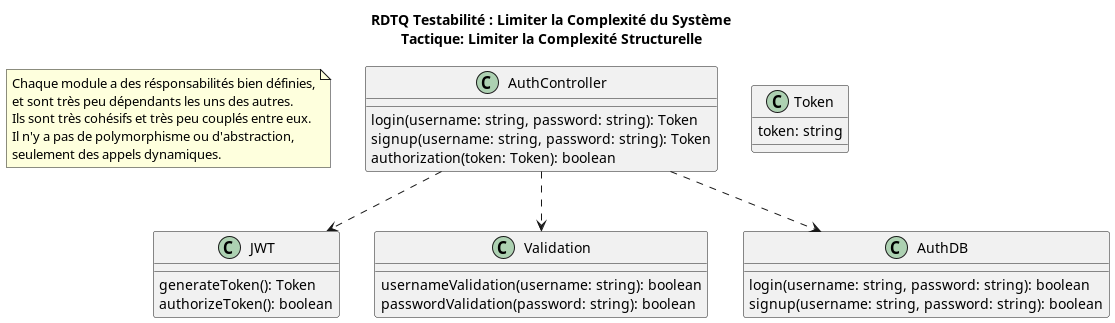 RDTQ Testabilité : Limiter la Complexité du Système
Tactique: Limiter la Complexité Structurelle
Chaque module a des résponsabilités bien définies,
et sont très peu dépendants les uns des autres.
Ils sont très cohésifs et très peu couplés entre eux.
Il n'y a pas de polymorphisme ou d'abstraction,
seulement des appels dynamiques.
C AuthController
login(username: string, password: string): Token
signup(username: string, password: string): Token
authorization(token: Token): boolean
C Token
token: string
C JWT
generateToken(): Token
authorizeToken(): boolean
C Validation
usernameValidation(username: string): boolean
passwordValidation(password: string): boolean
C AuthDB
login(username: string, password: string): boolean
signup(username: string, password: string): boolean